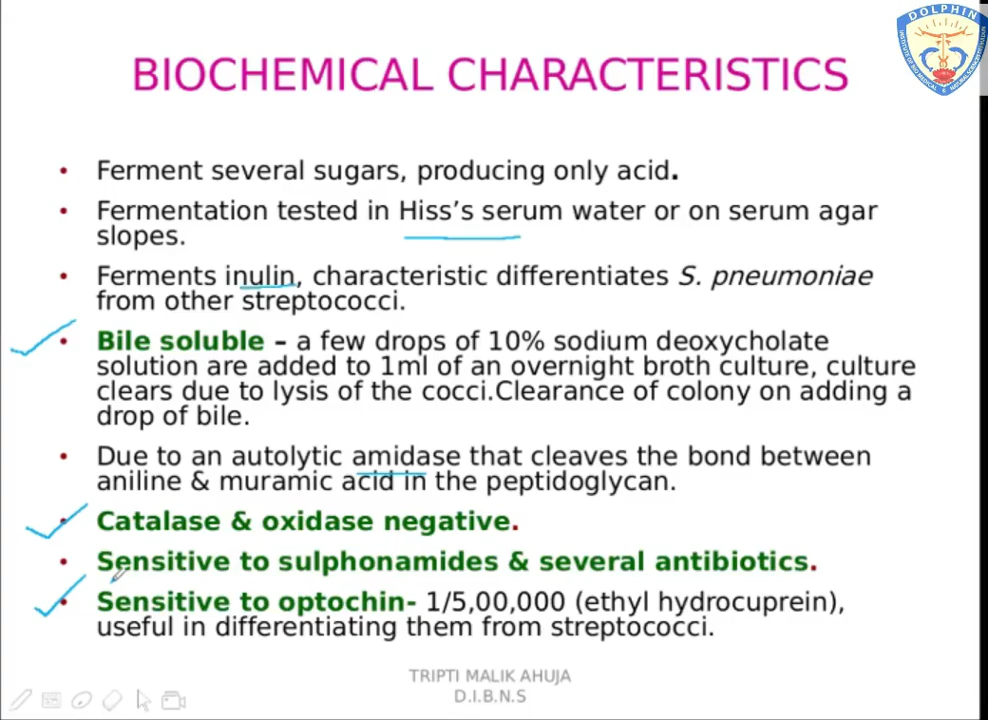 DOLPHIN
BIOCHEMICAL CHARACTERISTICS
• Ferment several sugars, producing only acid.
• Fermentation tested in Hiss’s serum water or on serum agar
slopes.
• Ferments inulin, characteristic differentiates S. pneumoniae
from other streptococci.
• Bile soluble – a few drops of 10% sodium deoxycholate
solution are added to 1ml of an overnight broth culture, culture
clears due to lysis of the cocci.Clearance of colony on adding a
drop of bile.
• Due to an autolytic amidase that cleaves the bond between
aniline & muramic acid in the peptidoglycan.
• Catalase & oxidase negative.
• Sensitive to sulphonamides & several antibiotics.
• Sensitive to optochin- 1/5,00,000 (ethyl hydrocuprein),
useful in differentiating them from streptococci.
TRIPTI MALIK AHUJA
D.I.B.N.S